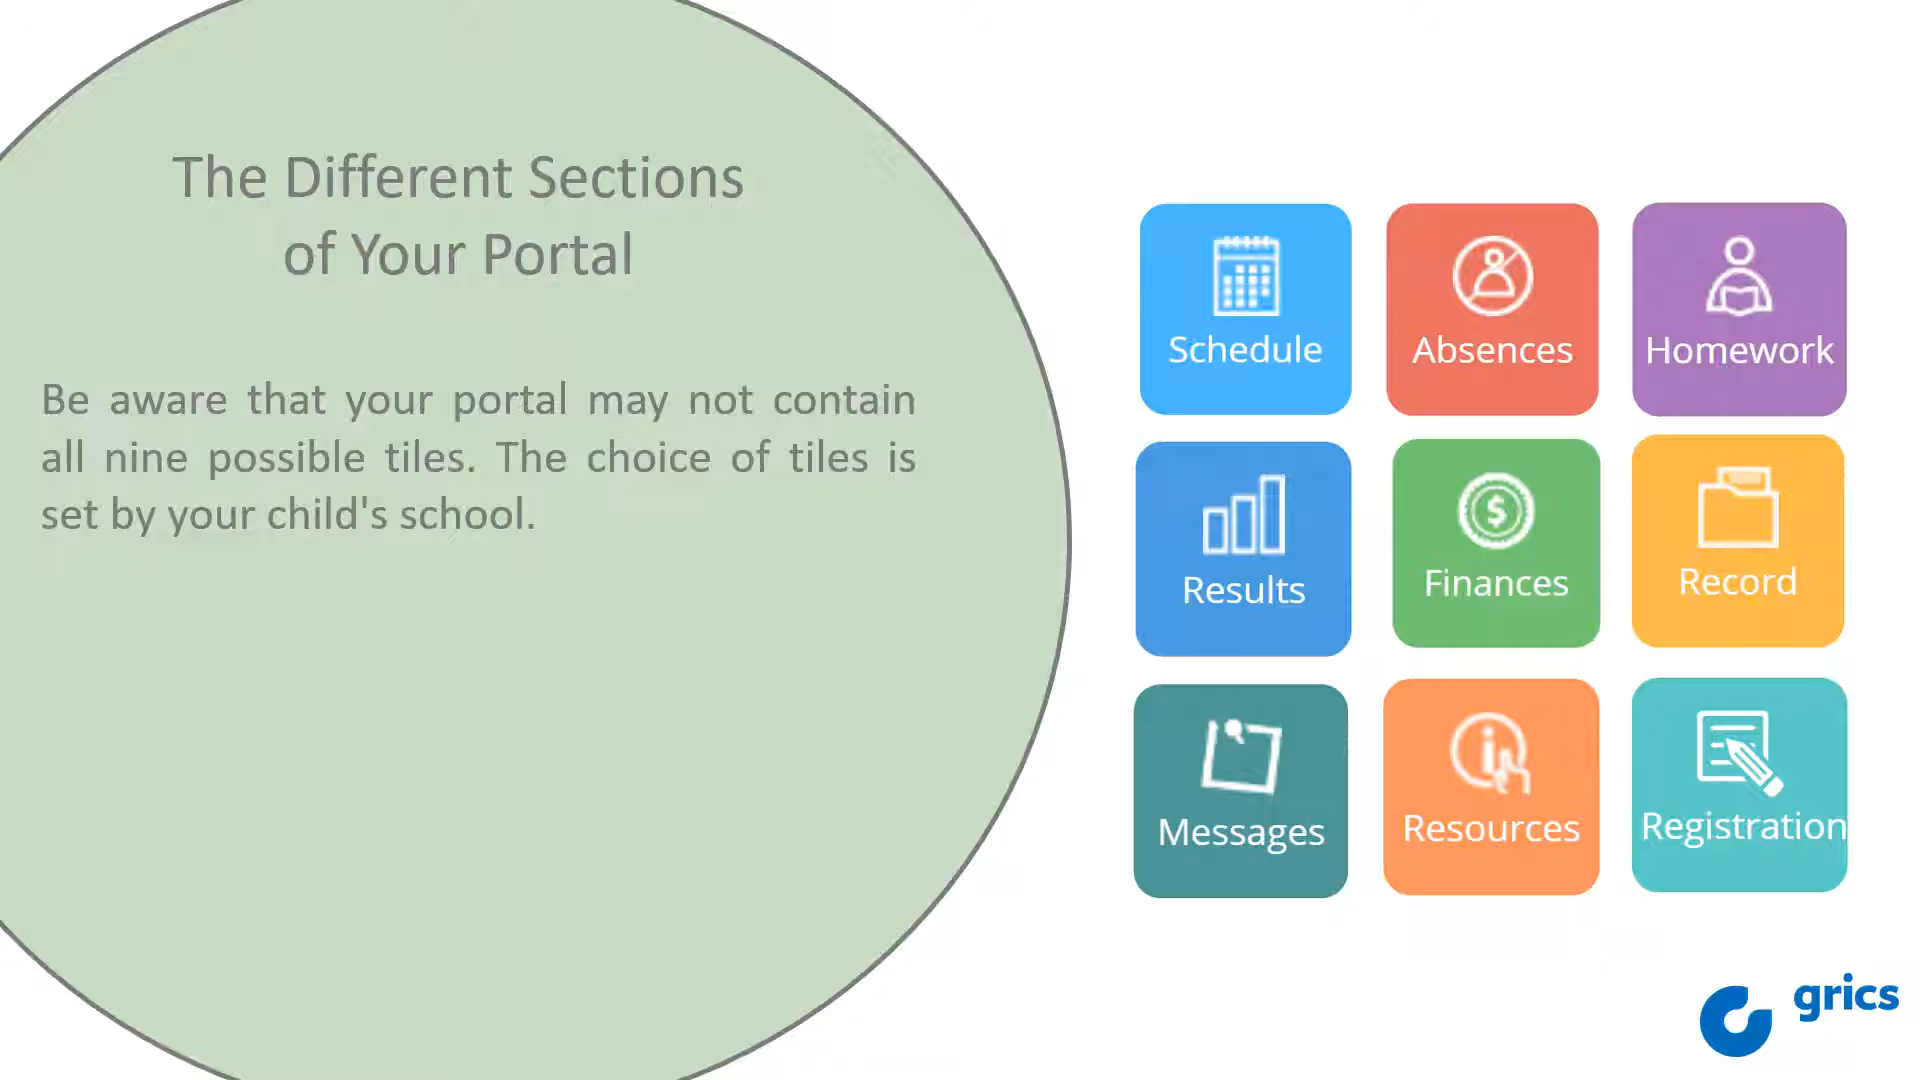 The Different Sections
of Your Portal
Be aware that your portal may not contain
all nine possible tiles. The choice of tiles is
set by your child's school.
Schedule
Absences
Homework
Results
Finances
Record
Messages
Resources
Registration
grics